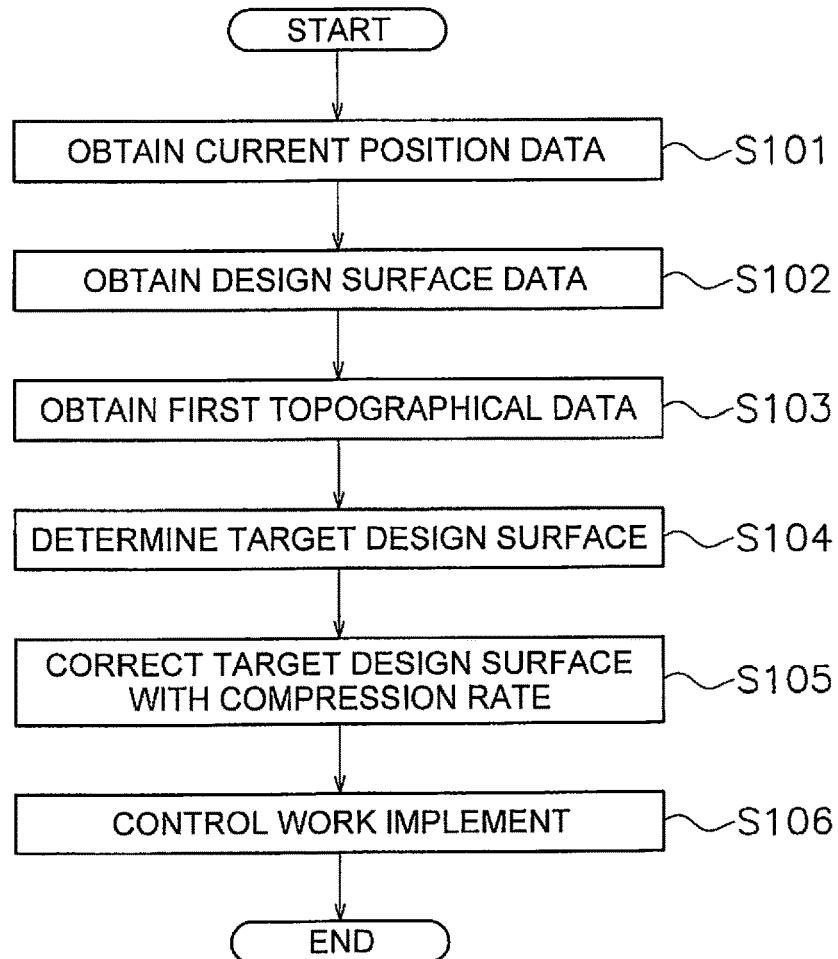 START
OBTAIN CURRENT POSITION DATA
S101
OBTAIN DESIGN SURFACE DATA
S102
OBTAIN FIRST TOPOGRAPHICAL DATA
S103
DETERMINE TARGET DESIGN SURFACE
S104
CORRECT TARGET DESIGN SURFACE
WITH COMPRESSION RATE
S105
CONTROL WORK IMPLEMENT
S106
END